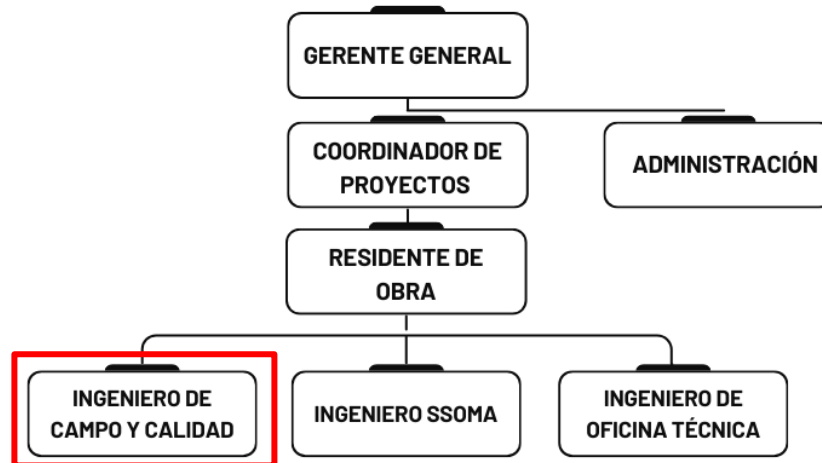 GERENTE GENERAL
COORDINADOR DE
PROYECTOS
ADMINISTRACIÓN
RESIDENTE DE
OBRA
INGENIERO DE
CAMPO Y CALIDAD
INGENIERO SSOMA
INGENIERO DE
OFICINA TÉCNICA